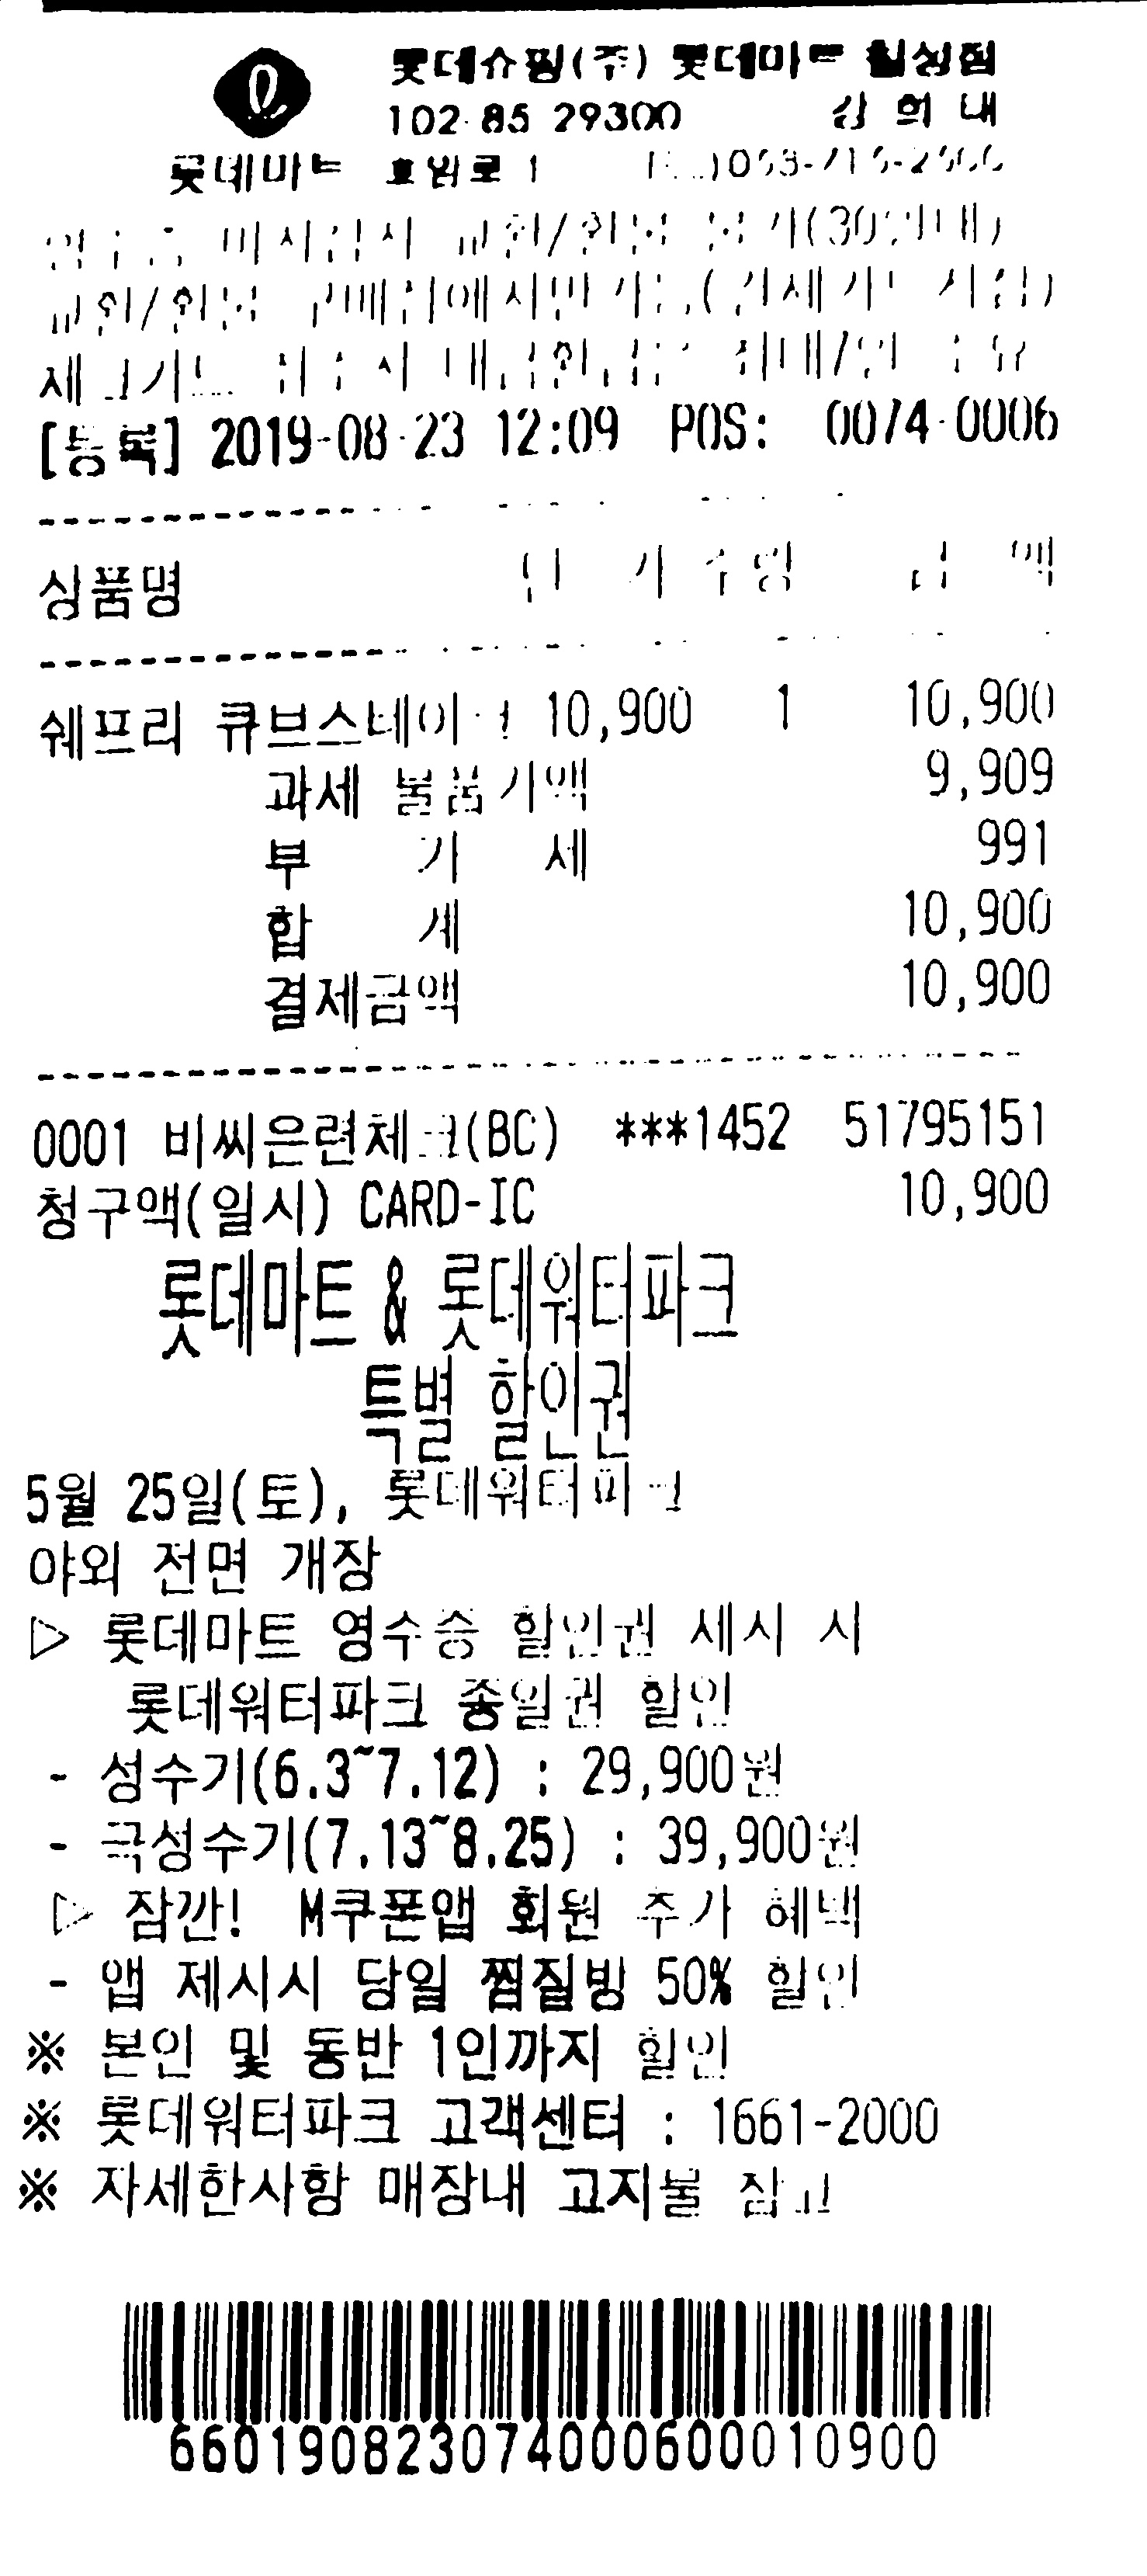 롯데쇼핑(주) 롯데마트 칠성점
102-85-29300 강희태
롯데마트 호암로 1
교환/환불
[등록] 2019-08-23 12:09 POS: 0074-0006
상품명 단 가 수량 금 액
쉐프리 큐브스네이 10,900 1 10,900
과세 물품가액 9,909
부 가 세 991
합 계 10,900
결제금액 10,900
0001 비씨은련체크(BC) ***1452 51795151
청구액(일시) CARD-IC 10,900
롯데마트 & 롯데워터파크
특별 할인권
5월 25일(토), 롯데워터파크
야외 전면 개장
▷ 롯데마트 영수증 할인권 제시 시
롯데워터파크 종일권 할인
- 성수기(6.3~7.12) : 29,900원
- 극성수기(7.13~8.25) : 39,900원
▷ 잠깐! M쿠폰앱 회원 추가 혜택
- 앱 제시시 당일 찜질방 50% 할인
※ 본인 및 동반 1인까지 할인
※ 롯데워터파크 고객센터 : 1661-2000
※ 자세한사항 매장내 고지물 참고
660190823074000600010900